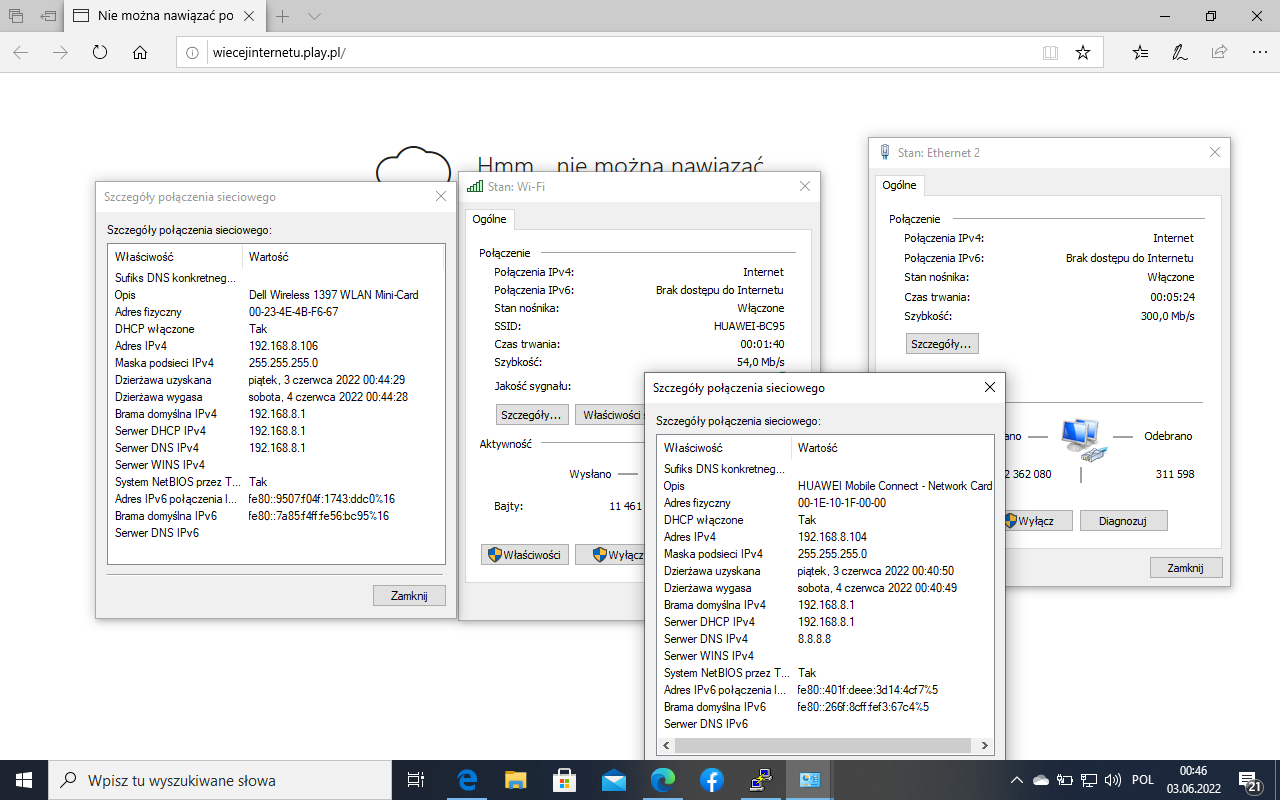 Nie można nawiązać po
wiecejinternetu.play.pl/
Hmm... nie można nawiązać
Szczegóły połączenia sieciowego
Szczegóły połączenia sieciowego:
Właściwość Wartość
Sufiks DNS konkretneg...
Opis Dell Wireless 1397 WLAN Mini-Card
Adres fizyczny 00-23-4E-4B-F6-67
DHCP włączone Tak
Adres IPv4 192.168.8.106
Maska podsieci IPv4 255.255.255.0
Dzierżawa uzyskana piątek, 3 czerwca 2022 00:44:29
Dzierżawa wygasa sobota, 4 czerwca 2022 00:44:28
Brama domyślna IPv4 192.168.8.1
Serwer DHCP IPv4 192.168.8.1
Serwer DNS IPv4 192.168.8.1
Serwer WINS IPv4
System NetBIOS przez T... Tak
Adres IPv6 połączenia l... fe80::9507:f04f:1743:ddc0%16
Brama domyślna IPv6 fe80::7a85:f4ff:fe56:bc95%16
Serwer DNS IPv6
Zamknij
Stan: Wi-Fi
Ogólne
Połączenie
Połączenia IPv4: Internet
Połączenia IPv6: Brak dostępu do Internetu
Stan nośnika: Włączone
SSID: HUAWEI-BC95
Czas trwania: 00:01:40
Szybkość: 54,0 Mb/s
Jakość sygnału:
Szczegóły... Właściwości s
Aktywność
Wysłano
Bajty: 11 461
Właściwości Wyłącz
Stan: Ethernet 2
Ogólne
Połączenie
Połączenia IPv4: Internet
Połączenia IPv6: Brak dostępu do Internetu
Stan nośnika: Włączone
Czas trwania: 00:05:24
Szybkość: 300,0 Mb/s
Szczegóły...
ano Odebrano
2 362 080 311 598
Wyłącz Diagnozuj
Zamknij
Szczegóły połączenia sieciowego
Szczegóły połączenia sieciowego:
Właściwość Wartość
Sufiks DNS konkretneg...
Opis HUAWEI Mobile Connect - Network Card
Adres fizyczny 00-1E-10-1F-00-00
DHCP włączone Tak
Adres IPv4 192.168.8.104
Maska podsieci IPv4 255.255.255.0
Dzierżawa uzyskana piątek, 3 czerwca 2022 00:40:50
Dzierżawa wygasa sobota, 4 czerwca 2022 00:40:49
Brama domyślna IPv4 192.168.8.1
Serwer DHCP IPv4 192.168.8.1
Serwer DNS IPv4 8.8.8.8
Serwer WINS IPv4
System NetBIOS przez T... Tak
Adres IPv6 połączenia l... fe80::401f:deee:3d14:4cf7%5
Brama domyślna IPv6 fe80::266f:8cff:fef3:67c4%5
Serwer DNS IPv6
Wpisz tu wyszukiwane słowa
POL
00:46
03.06.2022
21